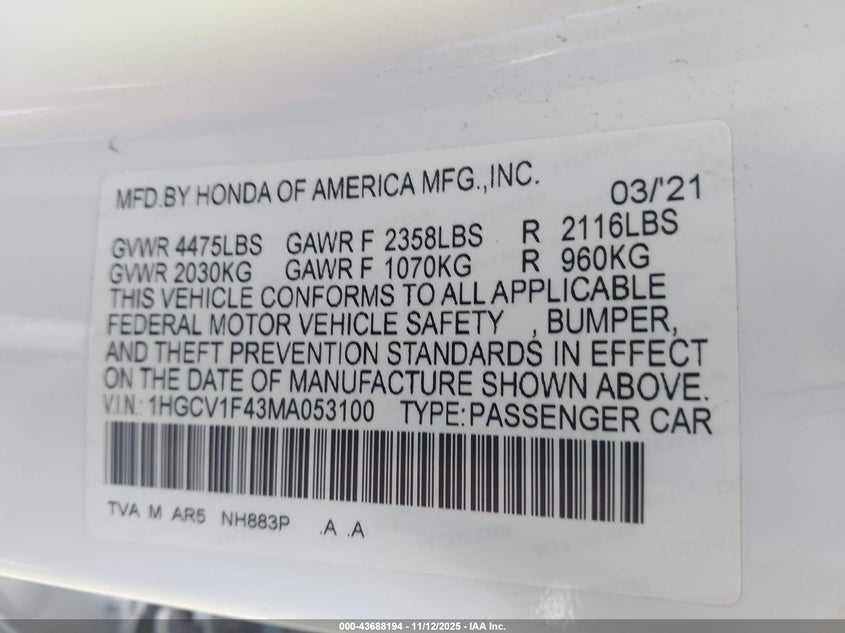 MFD.BY HONDA OF AMERICA MFG.,INC. 03/'21
GVWR 4475LBS GAWR F 2358LBS R 2116LBS
GVWR 2030KG GAWR F 1070KG R 960KG
THIS VEHICLE CONFORMS TO ALL APPLICABLE
FEDERAL MOTOR VEHICLE SAFETY , BUMPER,
AND THEFT PREVENTION STANDARDS IN EFFECT
ON THE DATE OF MANUFACTURE SHOWN ABOVE.
V.I.N.: 1HGCV1F43MA053100 TYPE:PASSENGER CAR
TVA M AR5 NH883P .A .A
000-43688194 - 11/12/2025 - IAA Inc.